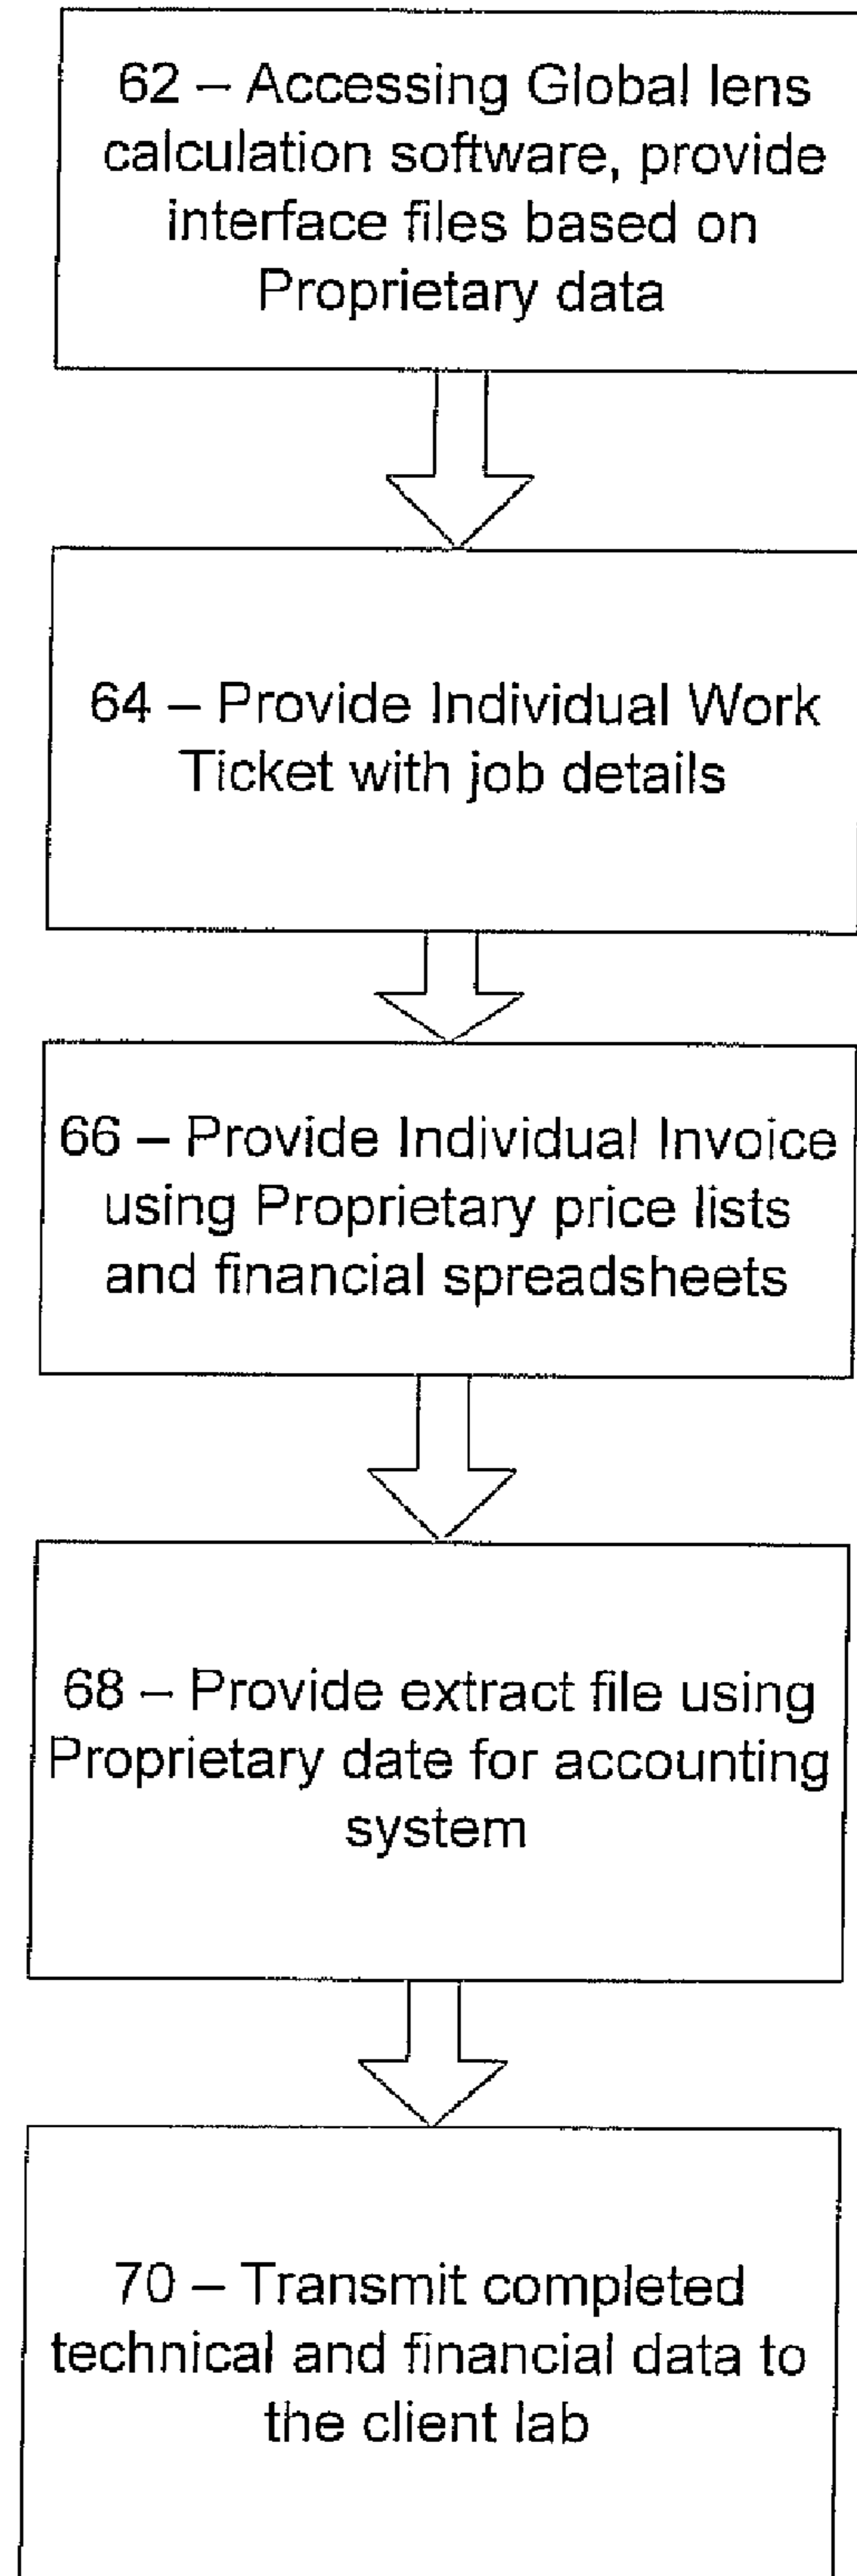 62 – Accessing Global lens
calculation software, provide
interface files based on
Proprietary data
64 – Provide Individual Work
Ticket with job details
66 – Provide Individual Invoice
using Proprietary price lists
and financial spreadsheets
68 – Provide extract file using
Proprietary date for accounting
system
70 – Transmit completed
technical and financial data to
the client lab